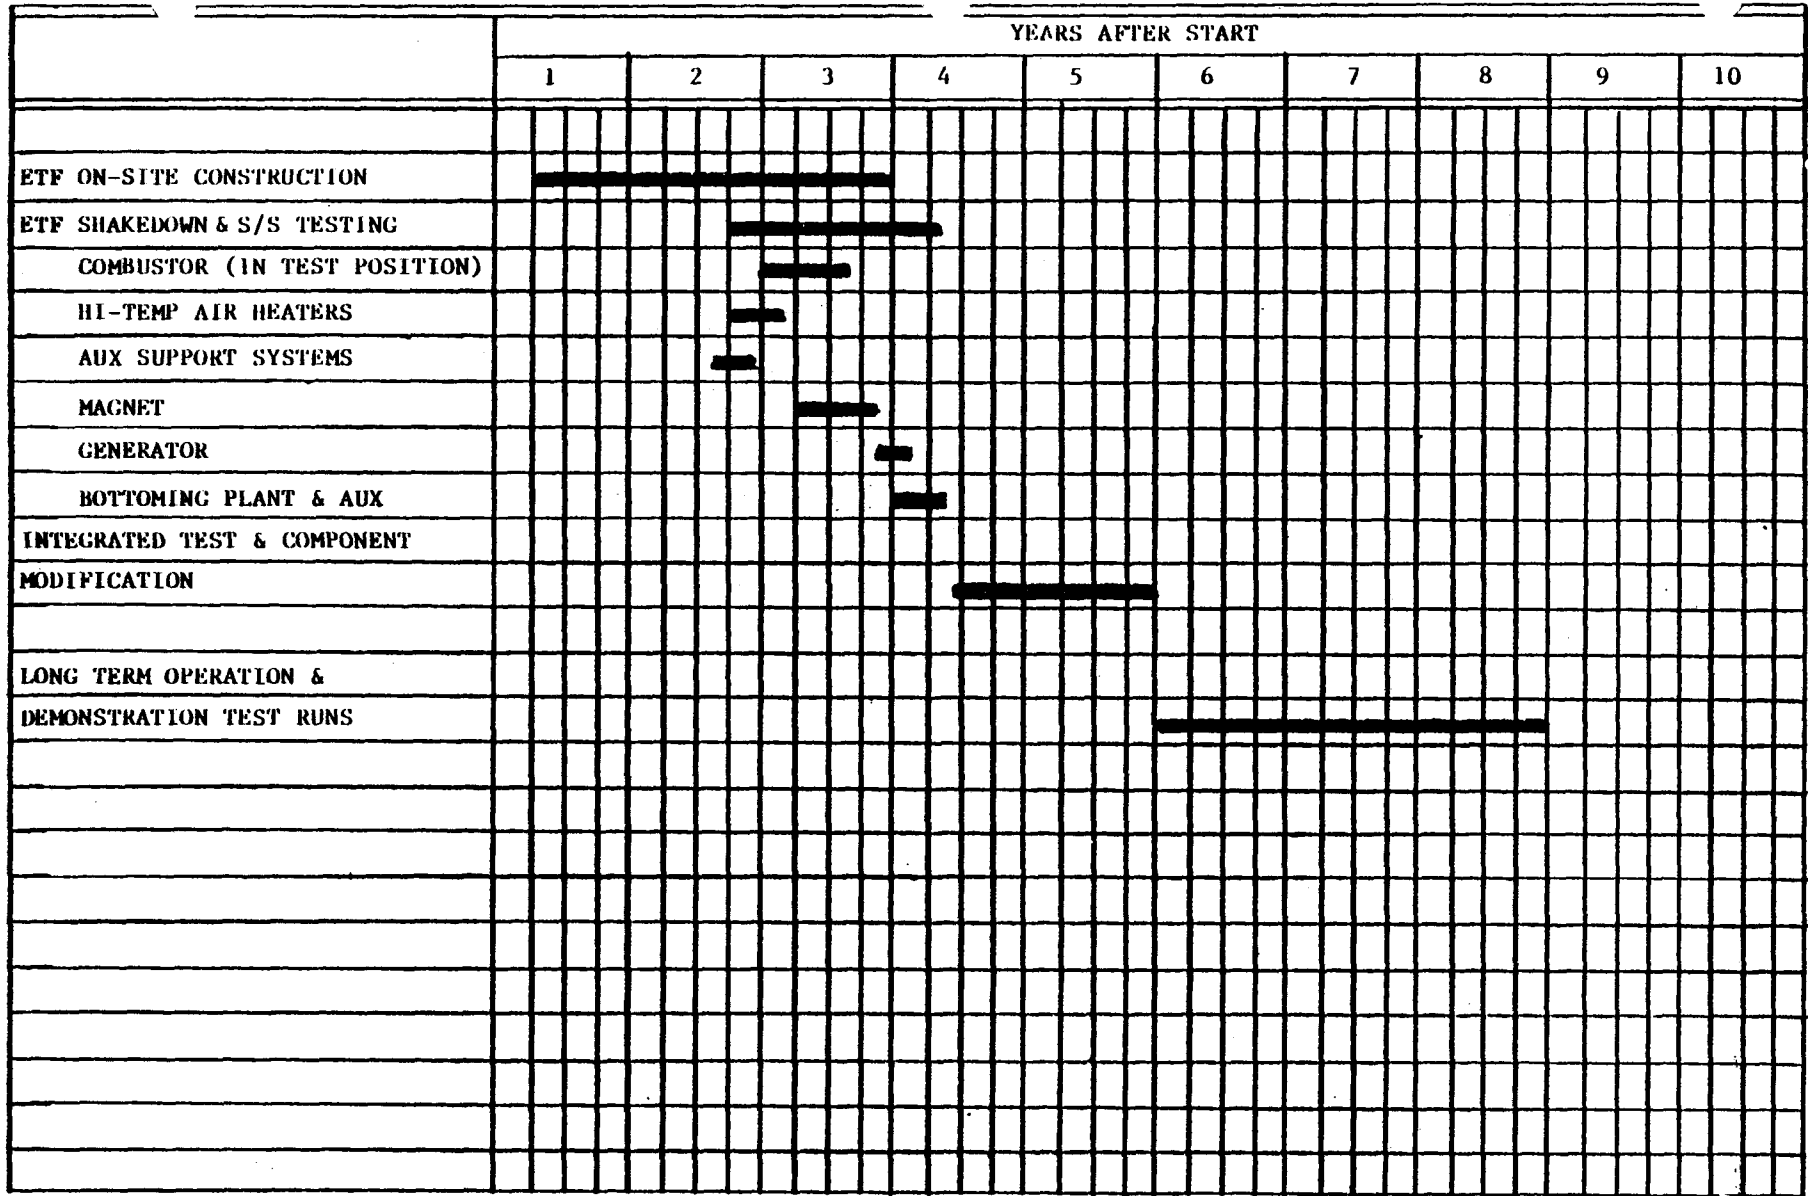 YEARS AFTER START
1 2 3 4 5 6 7 8 9 10
ETF ON-SITE CONSTRUCTION
ETF SHAKEDOWN & S/S TESTING
COMBUSTOR (IN TEST POSITION)
HI-TEMP AIR HEATERS
AUX SUPPORT SYSTEMS
MAGNET
GENERATOR
BOTTOMING PLANT & AUX
INTEGRATED TEST & COMPONENT
MODIFICATION
LONG TERM OPERATION &
DEMONSTRATION TEST RUNS